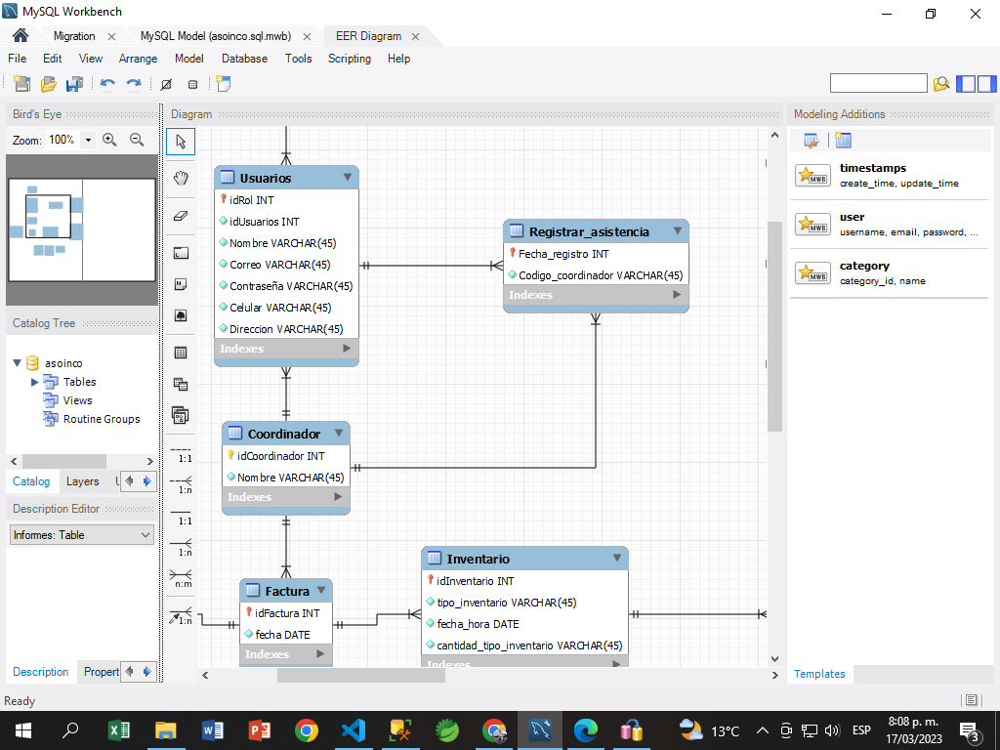 MySQL Workbench
Migration
MySQL Model (asoinco.sql.mwb)
EER Diagram
File Edit View Arrange Model Database Tools Scripting Help
Bird's Eye
Zoom: 100%
Catalog Tree
asoinco
Tables
Views
Routine Groups
Catalog Layers
Description Editor
Informes: Table
Description Propert
Diagram
1:1
1:n
1:1
1:n
n:m
1:n
Usuarios
idRol INT
idUsuarios INT
Nombre VARCHAR(45)
Correo VARCHAR(45)
Contraseña VARCHAR(45)
Celular VARCHAR(45)
Direccion VARCHAR(45)
Indexes
Registrar_asistencia
Fecha_registro INT
Codigo_coordinador VARCHAR(45)
Indexes
Coordinador
idCoordinador INT
Nombre VARCHAR(45)
Indexes
Factura
idFactura INT
fecha DATE
Indexes
Inventario
idInventario INT
tipo_inventario VARCHAR(45)
fecha_hora DATE
cantidad_tipo_inventario VARCHAR(45)
Indexes
Modeling Additions
timestamps
create_time, update_time
user
username, email, password, ...
category
category_id, name
Templates
Ready
13°C
ESP
8:08 p. m.
17/03/2023
3